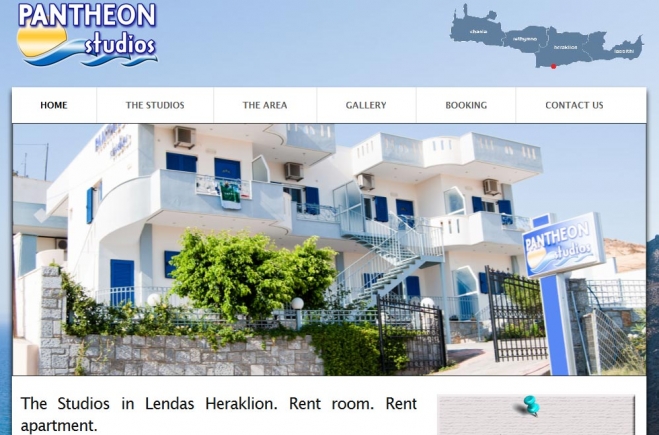 PANTHEON
studios
chania
rethymno
heraklion
lassithi
HOME
THE STUDIOS
THE AREA
GALLERY
BOOKING
CONTACT US
PANTHEON
studios
The Studios in Lendas Heraklion. Rent room. Rent
apartment.